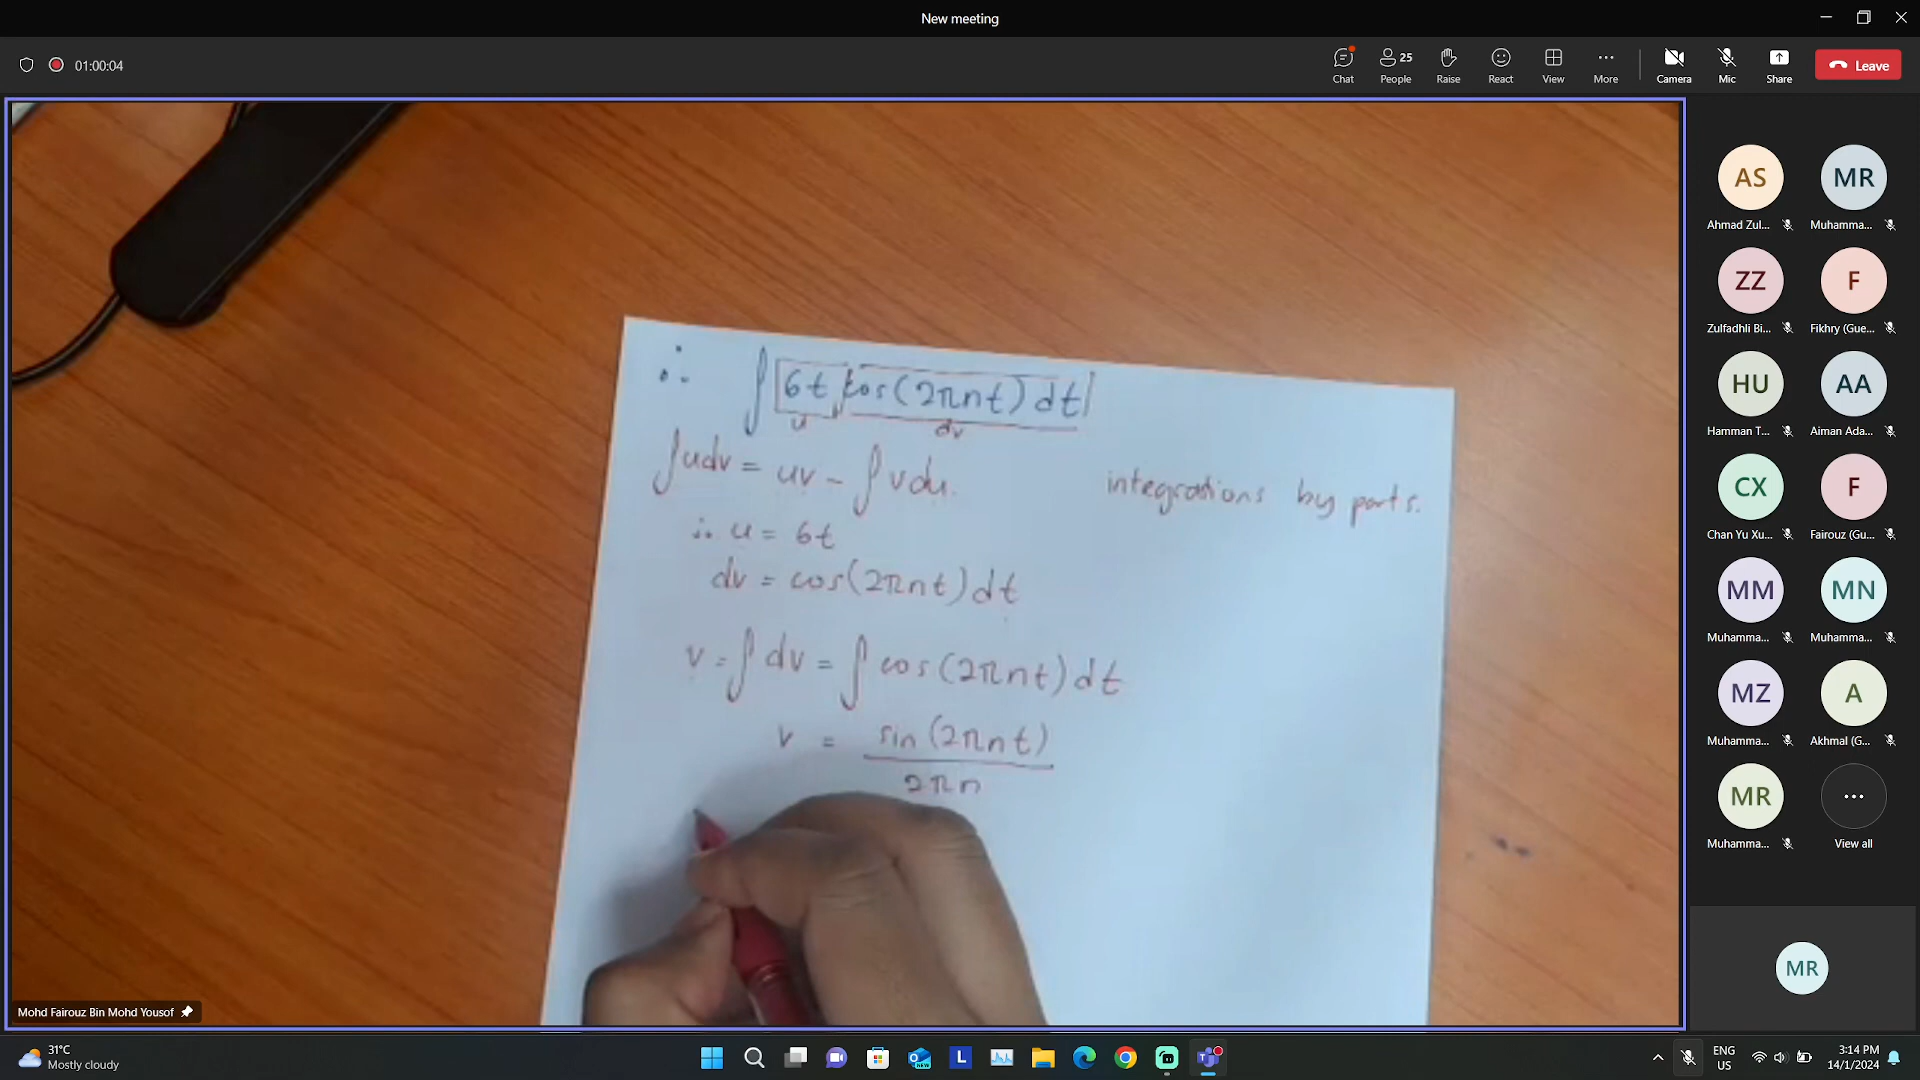 New meeting
01:00:04
Chat
25
People
Raise
React
View
More
Camera
Mic
Share
Leave
∴ ∫ 6t cos(2πnt) dt
u dv
∫udv = uv - ∫vdu.
integrations by parts.
∴ u = 6t
dv = cos(2πnt) dt
v = ∫dv = ∫cos(2πnt) dt
v = sin(2πnt)
2πn
Mohd Fairouz Bin Mohd Yousof
AS
MR
Ahmad Zul...
Muhamma...
ZZ
F
Zulfadhli Bi...
Fikhry (Gue...
HU
AA
Hamman T...
Aiman Ada...
CX
F
Chan Yu Xu...
Fairouz (Gu...
MM
MN
Muhamma...
Muhamma...
MZ
A
Muhamma...
Akhmal (G...
MR
Muhamma...
View all
MR
31°C
Mostly cloudy
NEW
L
ENG
US
3:14 PM
14/1/2024